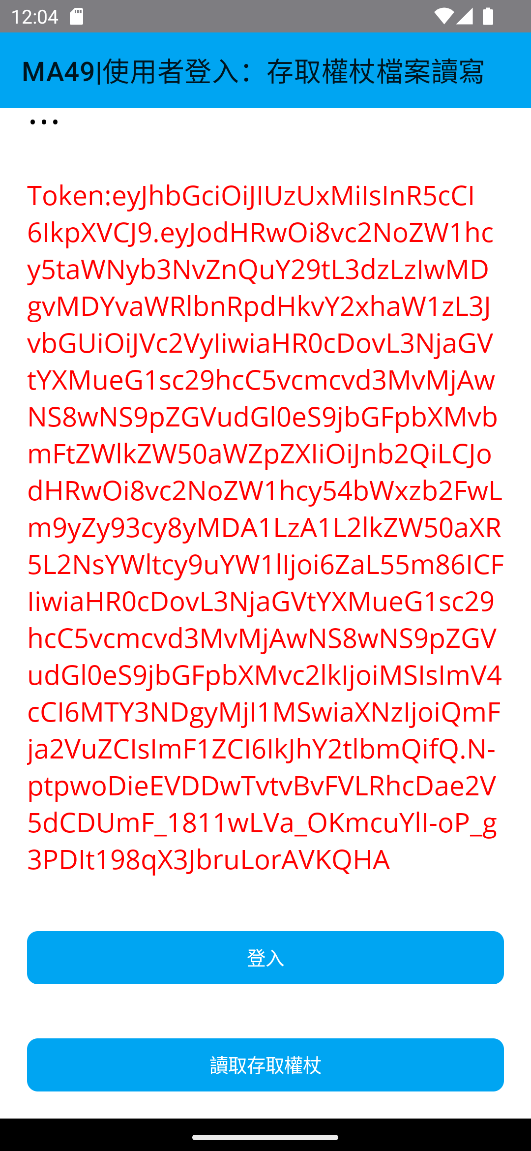 12:04
MA49|使用者登入：存取權杖檔案讀寫
...
Token:eyJhbGciOiJIUzUxMiIsInR5cCI
6IkpXVCJ9.eyJodHRwOi8vc2NoZW1hc
y5taWNyb3NvZnQuY29tL3dzLzIwMD
gvMDYvaWRlbnRpdHkvY2xhaW1zL3J
vbGUiOiJVc2VyIiwiaHR0cDovL3NjaGV
tYXMueG1sc29hcC5vcmcvd3MvMjAw
NS8wNS9pZGVudGl0eS9jbGFpbXMvb
mFtZWlkZW50aWZpZXIiOiJnb2QiLCJo
dHRwOi8vc2NoZW1hcy54bWxzb2FwL
m9yZy93cy8yMDA1LzA1L2lkZW50aXR
5L2NsYWltcy9uYW1lIjoi6ZaL55m86ICF
IiwiaHR0cDovL3NjaGVtYXMueG1sc29
hcC5vcmcvd3MvMjAwNS8wNS9pZGV
udGl0eS9jbGFpbXMvc2lkIjoiMSIsImV4
cCI6MTY3NDgyMjI1MSwiaXNzIjoiQmF
ja2VuZCIsImF1ZCI6IkJhY2tlbmQifQ.N-
ptpwoDieEVDDwTvtvBvFVLRhcDae2V
5dCDUmF_1811wLVa_OKmcuYlI-oP_g
3PDIt198qX3JbruLorAVKQHA
登入
讀取存取權杖